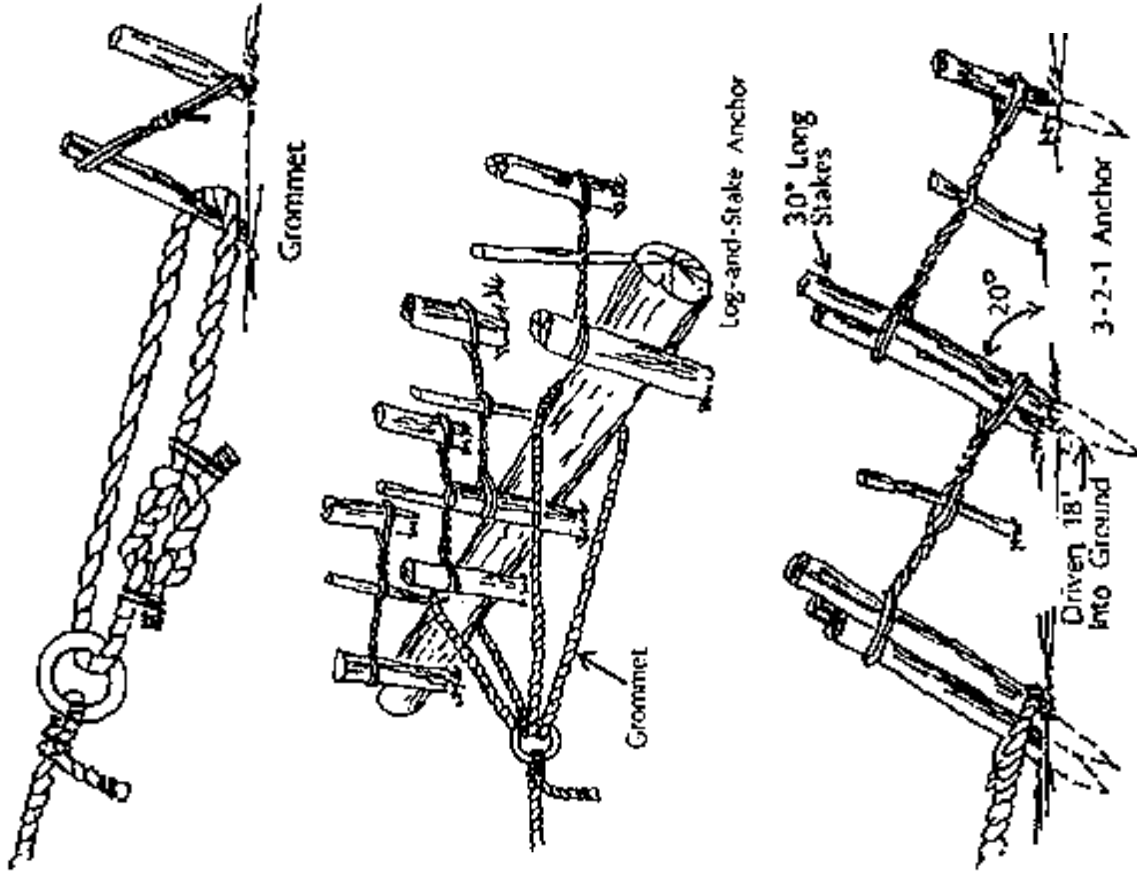 Grommet
Log-and-Stake Anchor
Grommet
30° Long
Stakes
20°
Driven 18'
Into Ground
3-2-1 Anchor